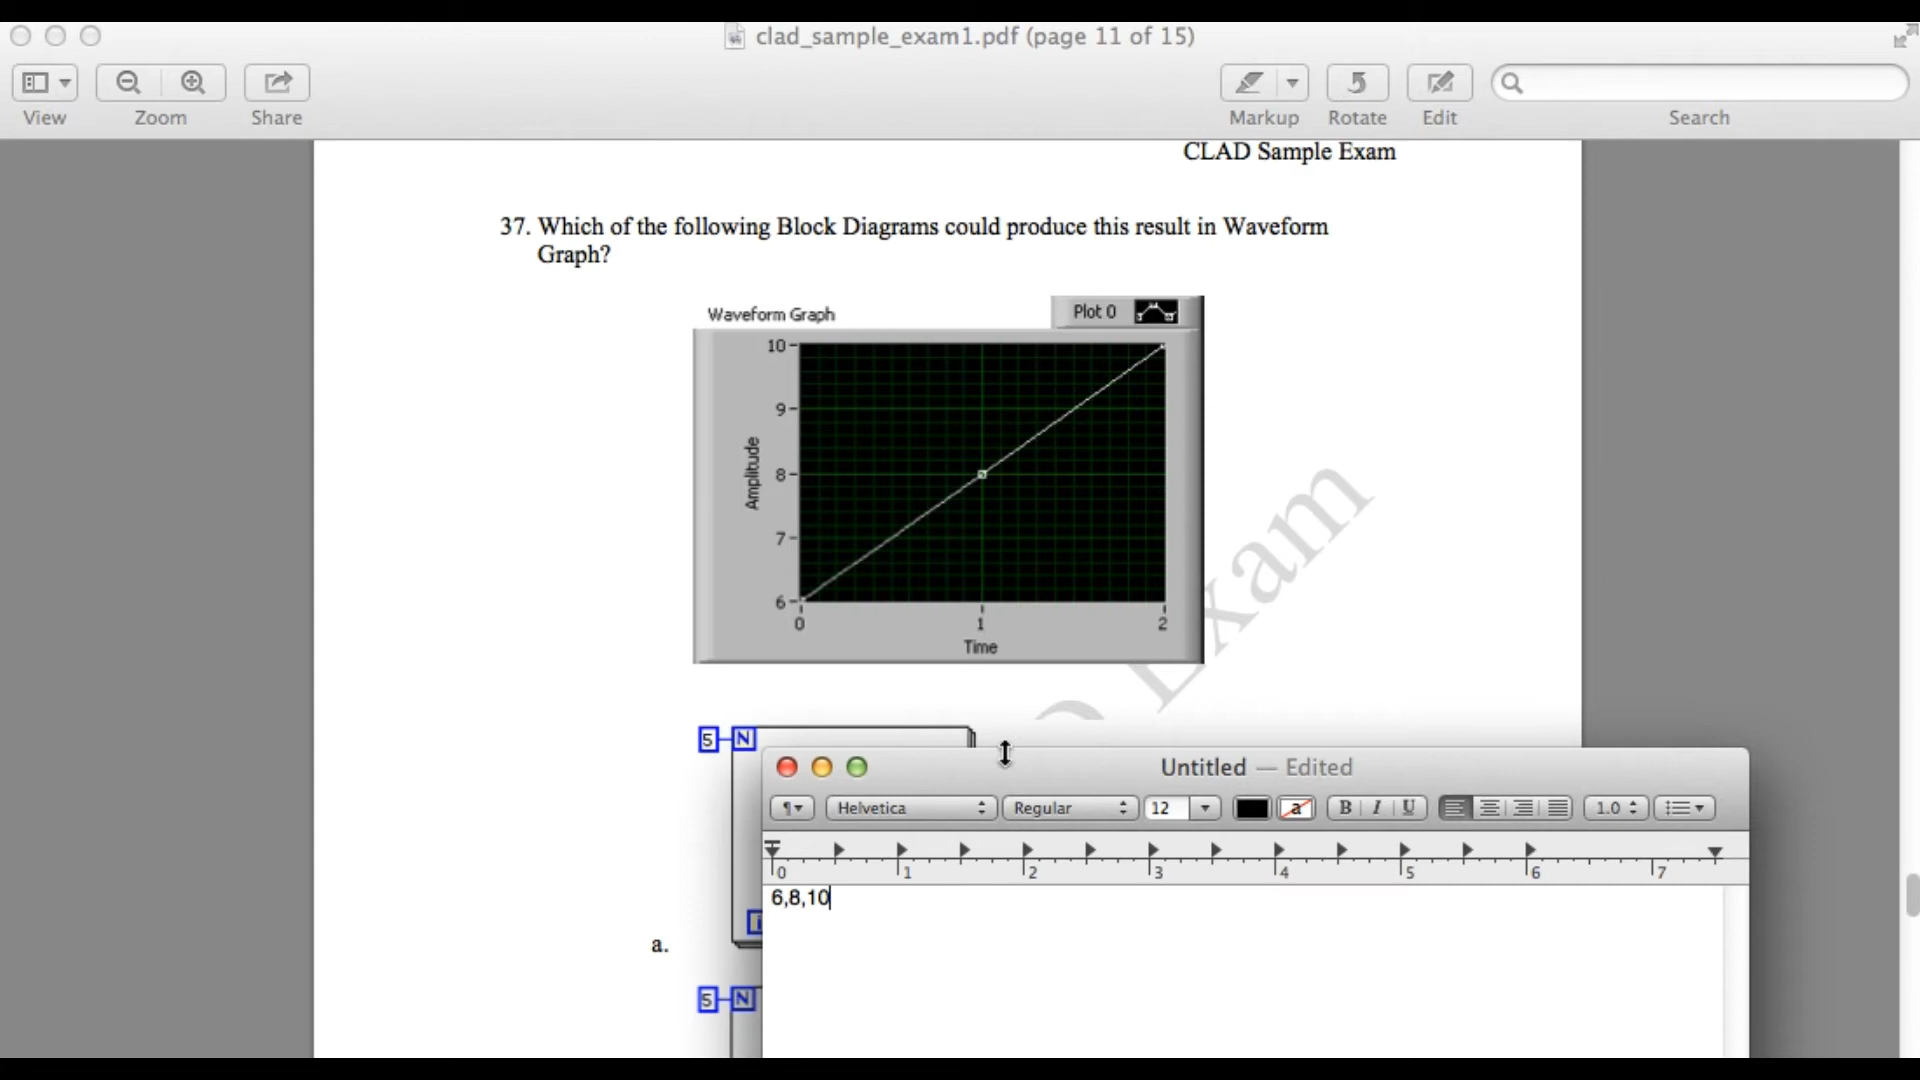 clad_sample_exam1.pdf (page 11 of 15)
View
Zoom
Share
Markup
Rotate
Edit
Search
CLAD Sample Exam
37. Which of the following Block Diagrams could produce this result in Waveform
Graph?
Waveform Graph
Plot 0
10
9
8
7
6
Amplitude
0 1 2
Time
Exam
5 N
a.
i
5 N
Untitled — Edited
Helvetica
Regular
12
a
B I U
1.0
0 1 2 3 4 5 6 7
6,8,10